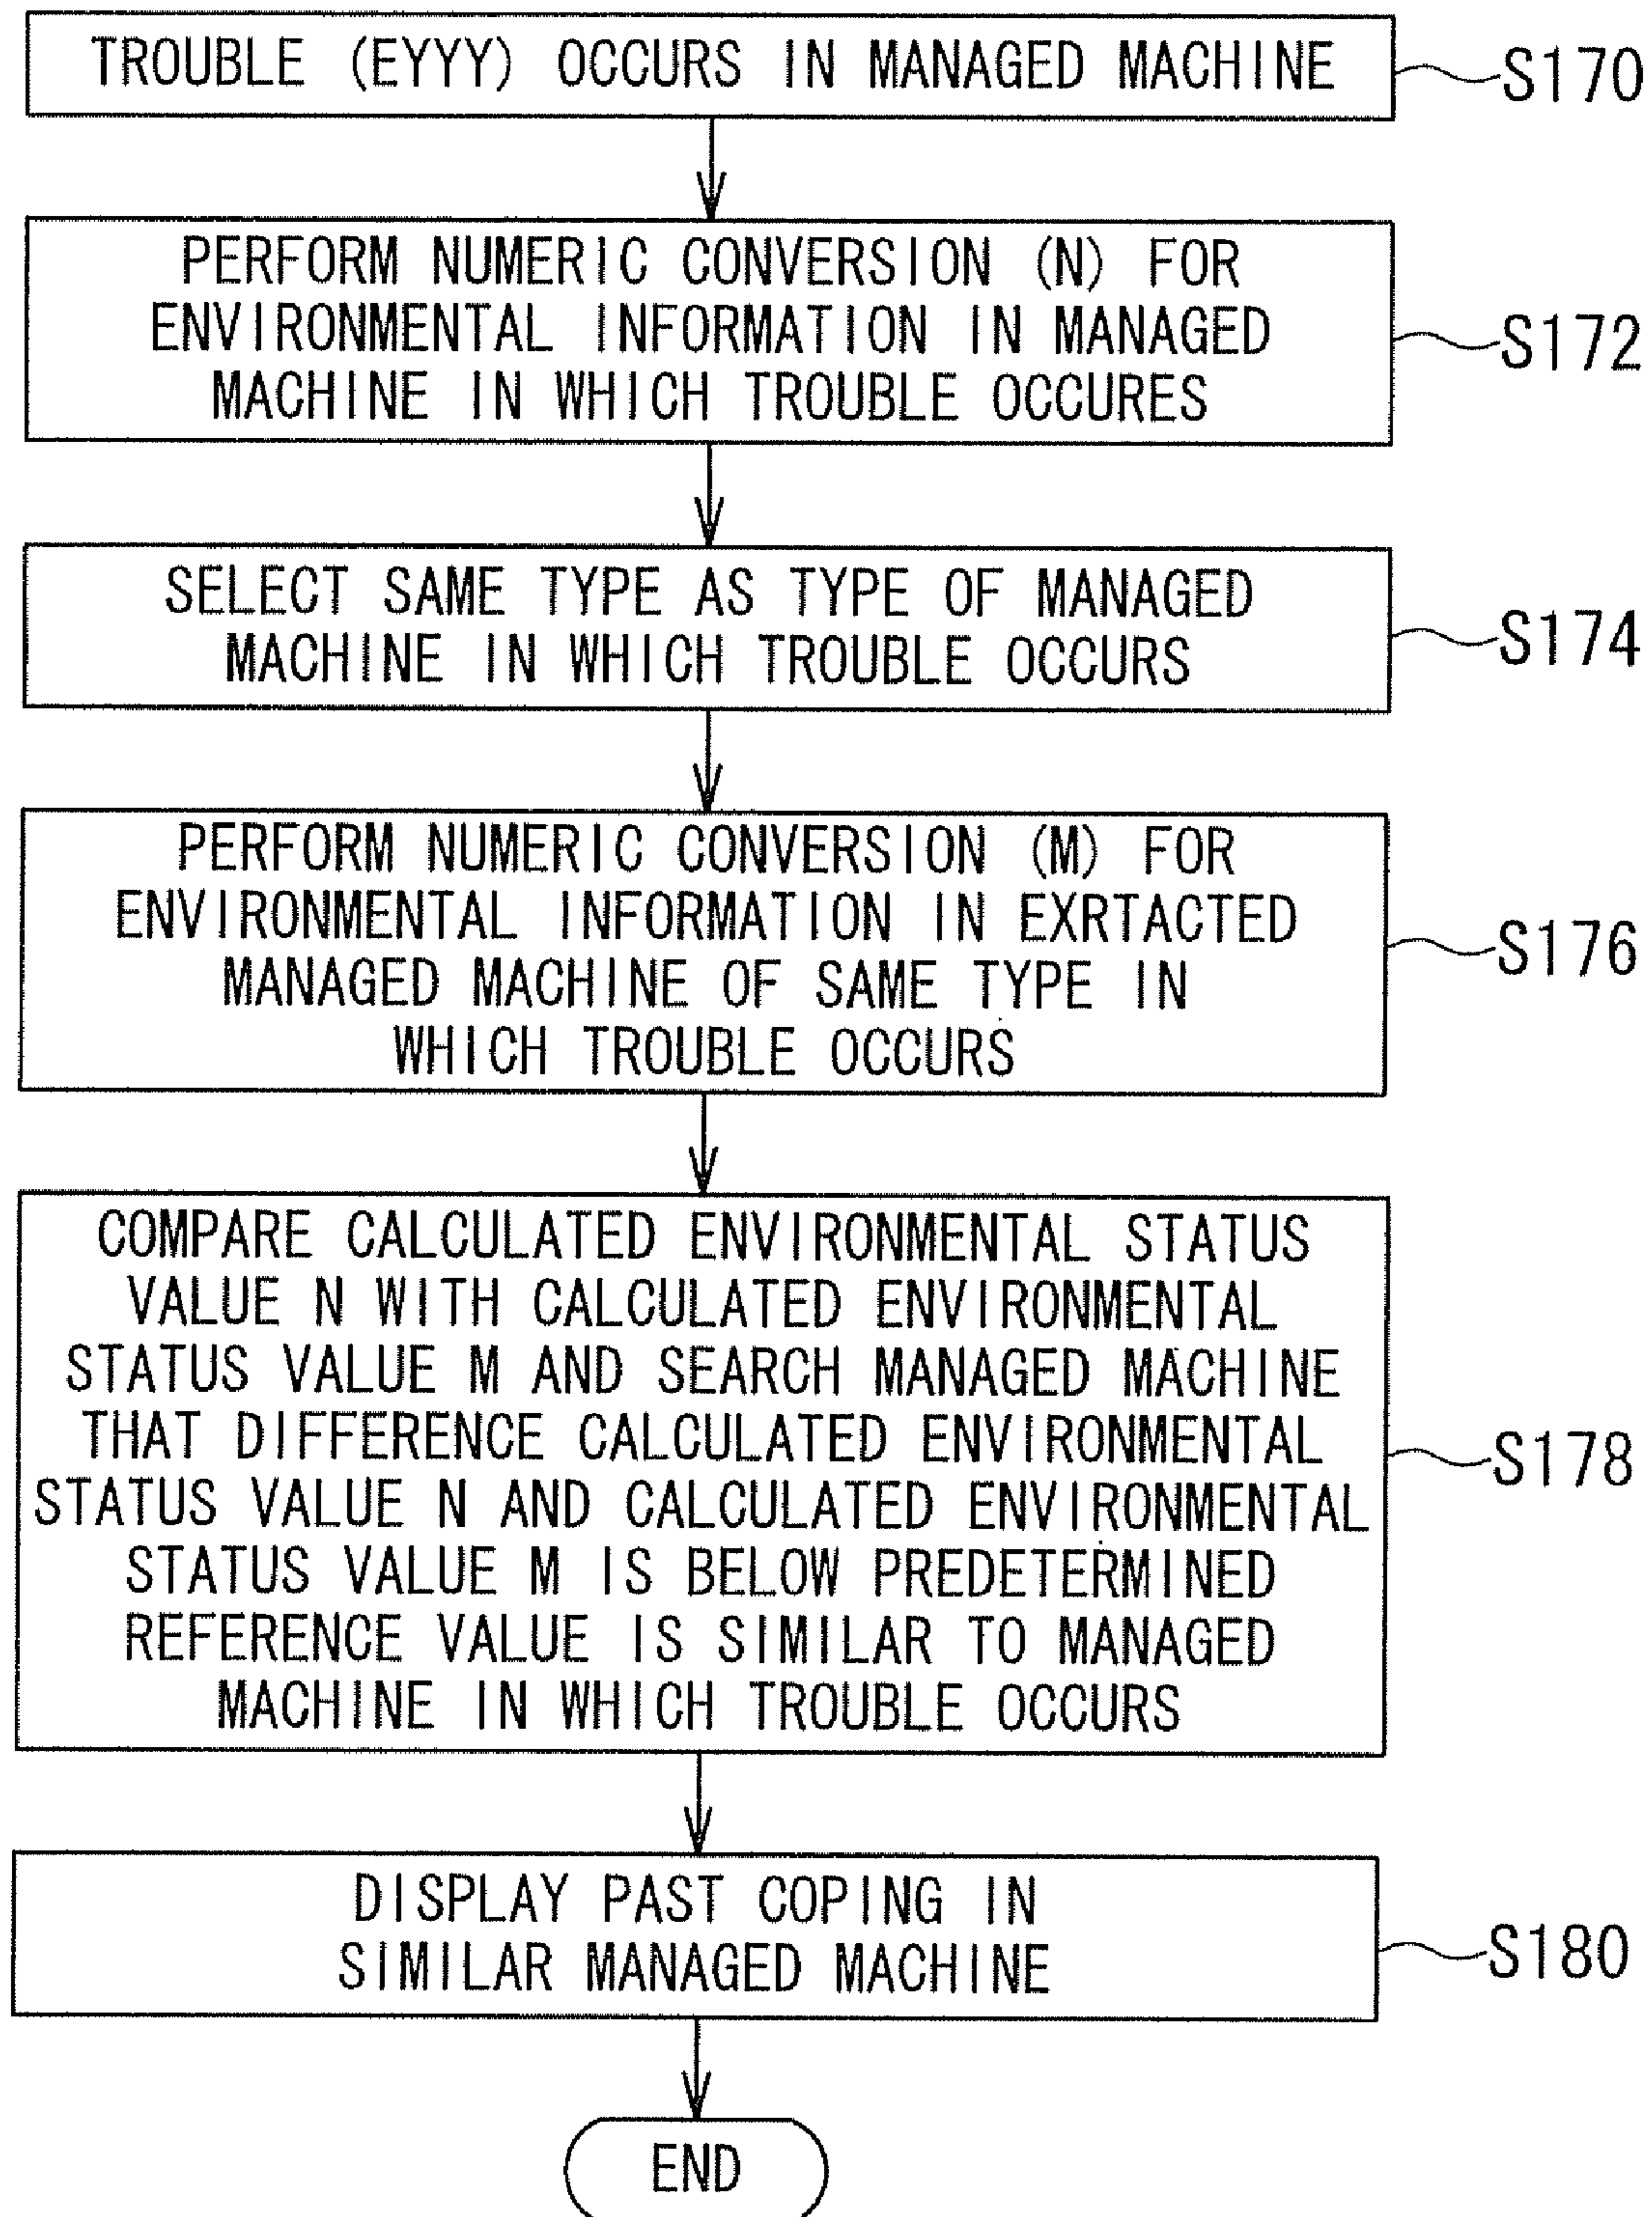 TROUBLE (EYYY) OCCURS IN MANAGED MACHINE
S170
PERFORM NUMERIC CONVERSION (N) FOR
ENVIRONMENTAL INFORMATION IN MANAGED
MACHINE IN WHICH TROUBLE OCCURES
S172
SELECT SAME TYPE AS TYPE OF MANAGED
MACHINE IN WHICH TROUBLE OCCURS
S174
PERFORM NUMERIC CONVERSION (M) FOR
ENVIRONMENTAL INFORMATION IN EXRTACTED
MANAGED MACHINE OF SAME TYPE IN
WHICH TROUBLE OCCURS
S176
COMPARE CALCULATED ENVIRONMENTAL STATUS
VALUE N WITH CALCULATED ENVIRONMENTAL
STATUS VALUE M AND SEARCH MANAGED MACHINE
THAT DIFFERENCE CALCULATED ENVIRONMENTAL
STATUS VALUE N AND CALCULATED ENVIRONMENTAL
STATUS VALUE M IS BELOW PREDETERMINED
REFERENCE VALUE IS SIMILAR TO MANAGED
MACHINE IN WHICH TROUBLE OCCURS
S178
DISPLAY PAST COPING IN
SIMILAR MANAGED MACHINE
S180
END